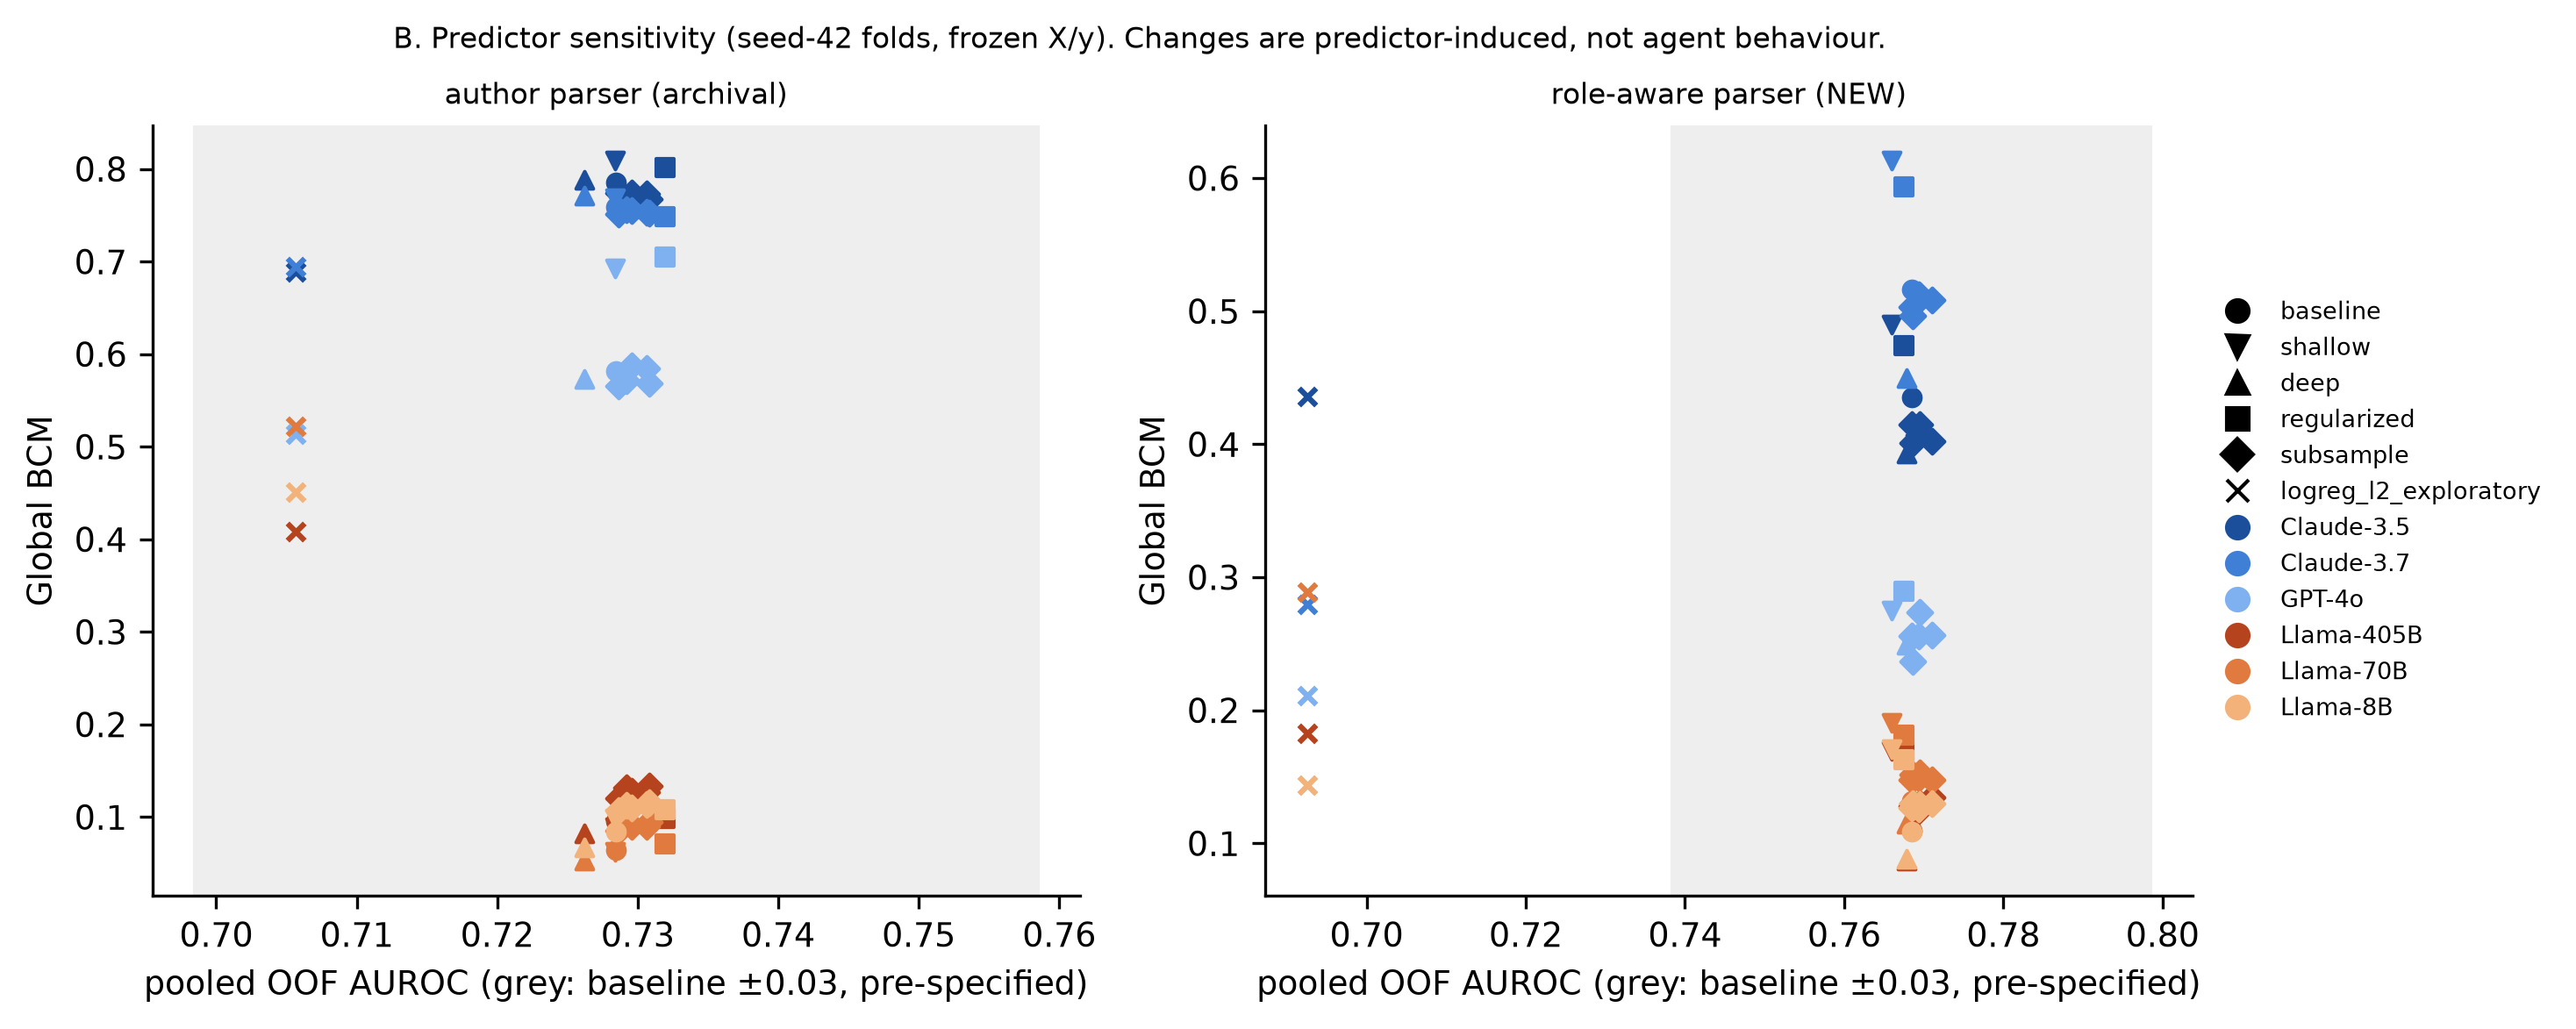 B. Predictor sensitivity (seed-42 folds, frozen X/y). Changes are predictor-induced, not agent behaviour.
author parser (archival)
0.8
0.7
0.6
0.5
0.4
0.3
0.2
0.1
Global BCM
0.70 0.71 0.72 0.73 0.74 0.75 0.76
pooled OOF AUROC (grey: baseline ±0.03, pre-specified)
role-aware parser (NEW)
0.6
0.5
0.4
0.3
0.2
0.1
Global BCM
0.70 0.72 0.74 0.76 0.78 0.80
pooled OOF AUROC (grey: baseline ±0.03, pre-specified)
baseline
shallow
deep
regularized
subsample
logreg_l2_exploratory
Claude-3.5
Claude-3.7
GPT-4o
Llama-405B
Llama-70B
Llama-8B